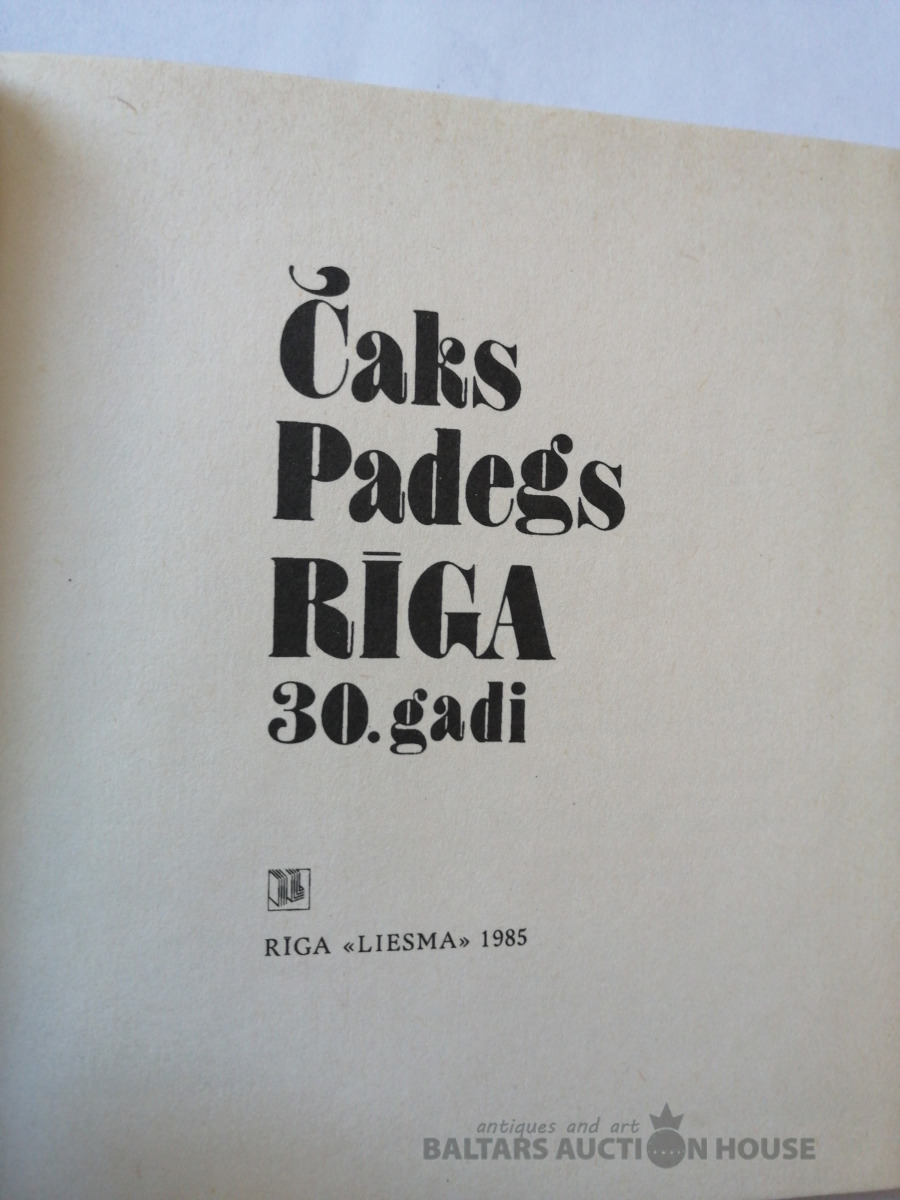 Čaks
Padegs
RĪGA
30. gadi
RĪGA «LIESMA» 1985
antiques and art
BALTARS AUCTION HOUSE